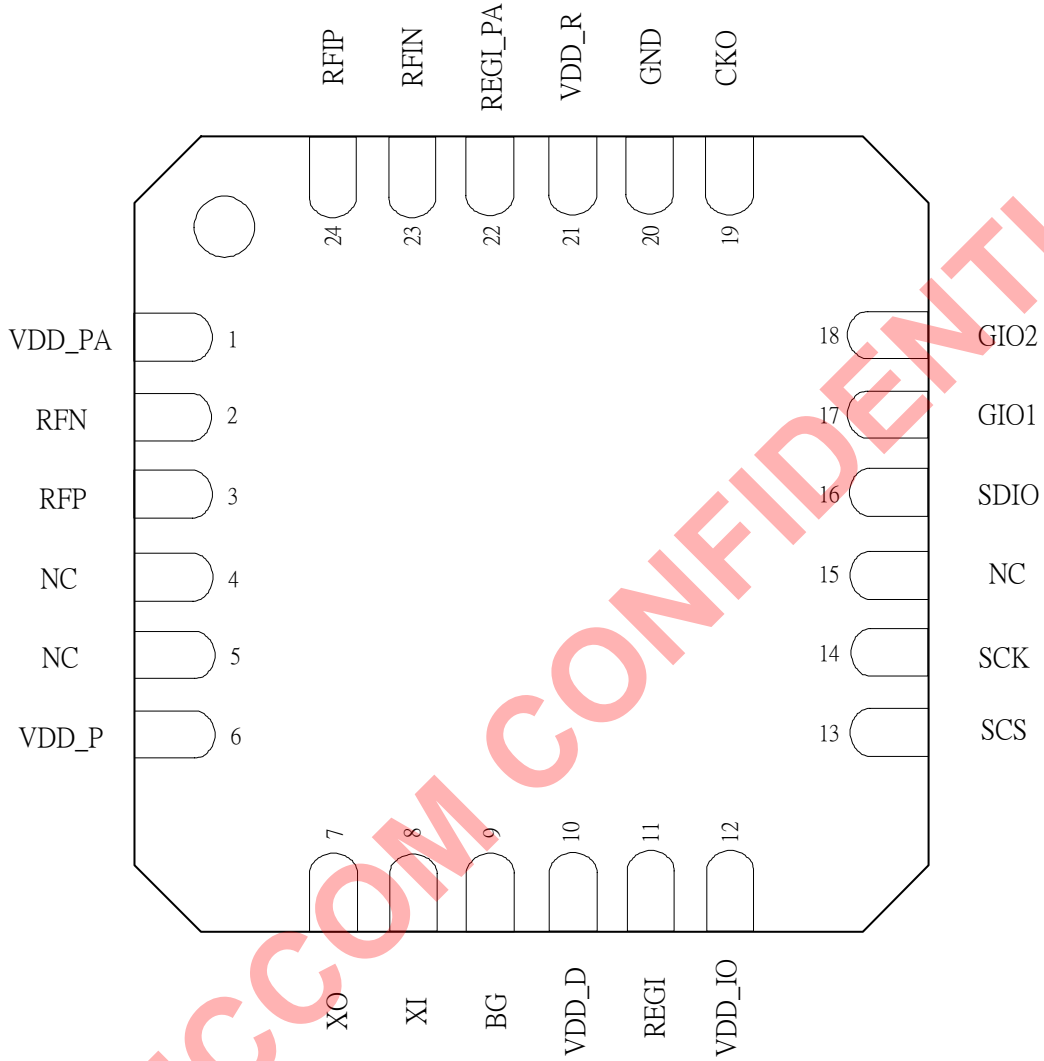 RFIP
RFIN
REGI_PA
VDD_R
GND
CKO
24
23
22
21
20
19
VDD_PA 1
18 GIO2
RFN 2
17 GIO1
RFP 3
16 SDIO
NC 4
15 NC
NC 5
14 SCK
VDD_P 6
13 SCS
7
8
9
10
11
12
XO
XI
BG
VDD_D
REGI
VDD_IO
CCOM CONFIDENTI